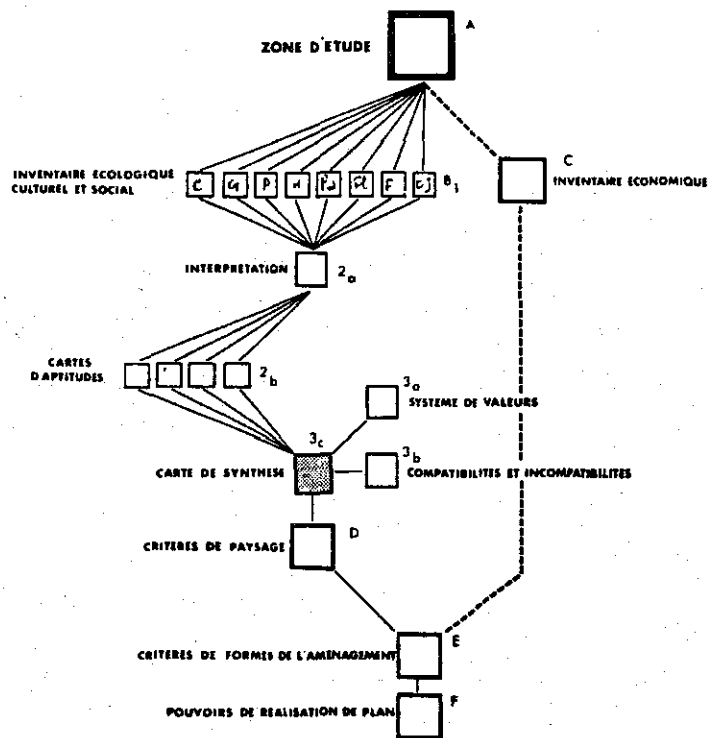 A
ZONE D'ETUDE
C
INVENTAIRE ECOLOGIQUE
CULTUREL ET SOCIAL
C G P H Pd F
B1
INVENTAIRE ECONOMIQUE
INTERPRETATION
2a
CARTES
D'APTITUDES
2b
3a
SYSTEME DE VALEURS
3c
3b
CARTE DE SYNTHESE
COMPATIBILITES ET INCOMPATIBILITES
D
CRITERES DE PAYSAGE
E
CRITERES DE FORMES DE L'AMENAGEMENT
F
POUVOIRS DE REALISATION DE PLAN